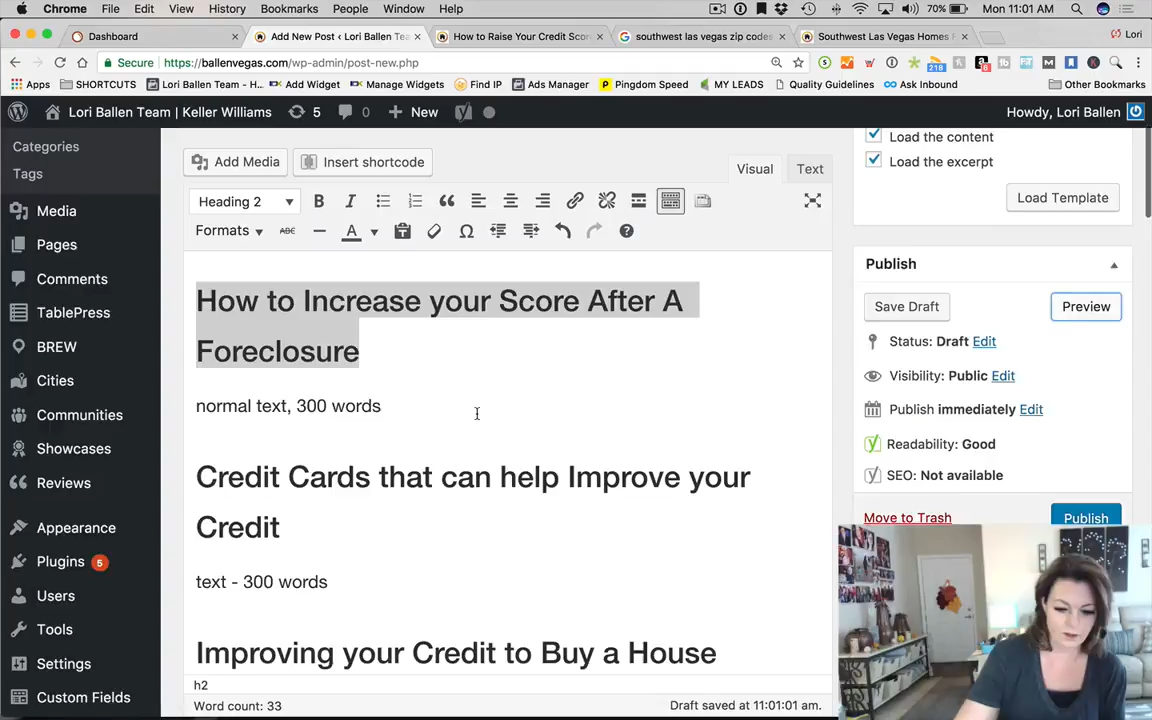 Chrome File Edit View History Bookmarks People Window Help 70% Mon 11:01 AM
Dashboard × Add New Post ‹ Lori Ballen Te × How to Raise Your Credit Scor × southwest las vegas zip codes × Southwest Las Vegas Homes F × Lori
Secure https://ballenvegas.com/wp-admin/post-new.php 218 8
Apps SHORTCUTS Lori Ballen Team | - H... Add Widget Manage Widgets Find IP Ads Manager Pingdom Speed MY LEADS Quality Guidelines Ask Inbound Other Bookmarks
Lori Ballen Team | Keller Williams 5 0 New Howdy, Lori Ballen
Categories
Tags
Media
Pages
Comments
TablePress
BREW
Cities
Communities
Showcases
Reviews
Appearance
Plugins 5
Users
Tools
Settings
Custom Fields
Add Media Insert shortcode
Visual Text
Heading 2
Formats
How to Increase your Score After A
Foreclosure
normal text, 300 words
Credit Cards that can help Improve your
Credit
text - 300 words
Improving your Credit to Buy a House
h2
Word count: 33 Draft saved at 11:01:01 am.
Load the content
Load the excerpt
Load Template
Publish
Save Draft Preview
Status: Draft Edit
Visibility: Public Edit
Publish immediately Edit
Readability: Good
SEO: Not available
Move to Trash Publish